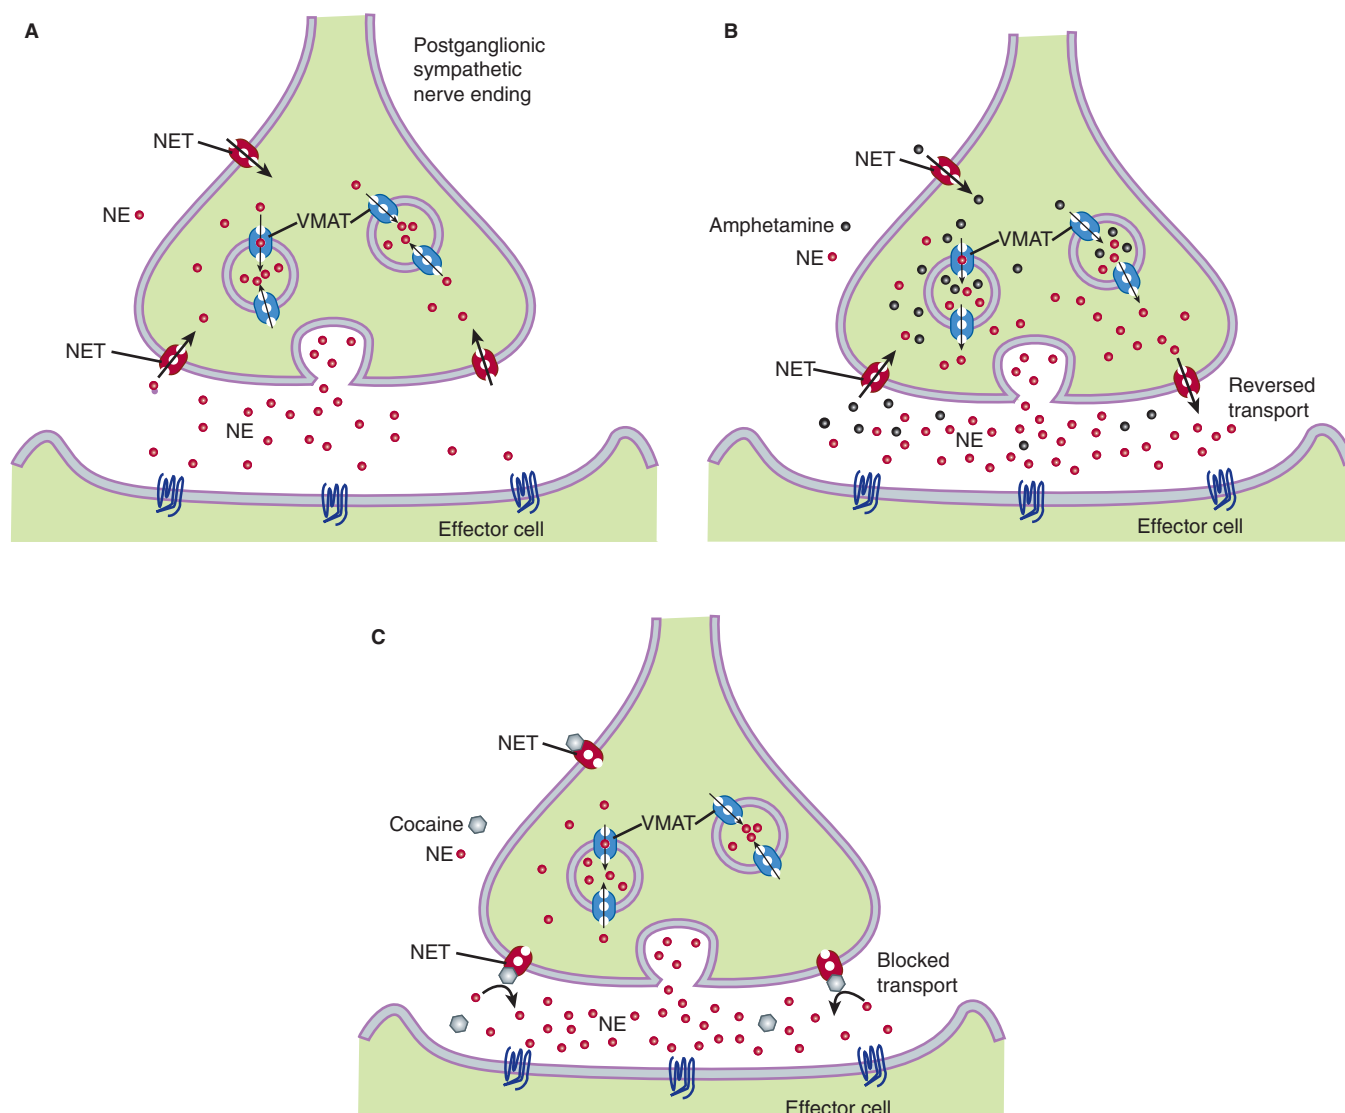 A
Postganglionic
sympathetic
nerve ending
NET
NE
VMAT
NET
NE
Effector cell
B
NET
Amphetamine
NE
VMAT
NET
Reversed
transport
NE
Effector cell
C
NET
Cocaine
NE
VMAT
NET
Blocked
transport
NE
Effector cell